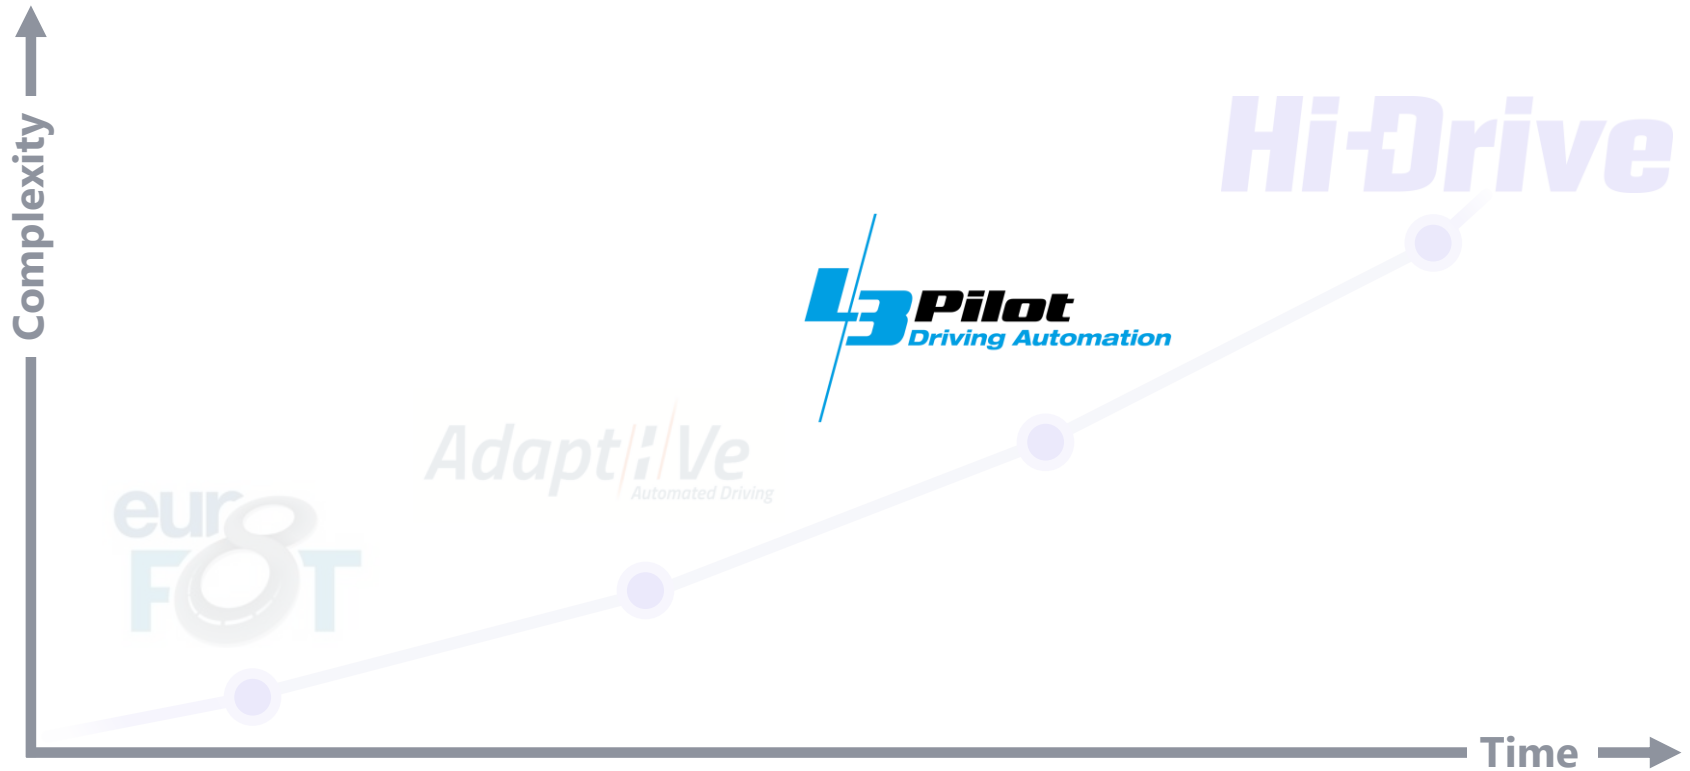 Complexity
Hi-Drive
L3Pilot
Driving Automation
AdaptIVe
Automated Driving
euro
FOT
Time